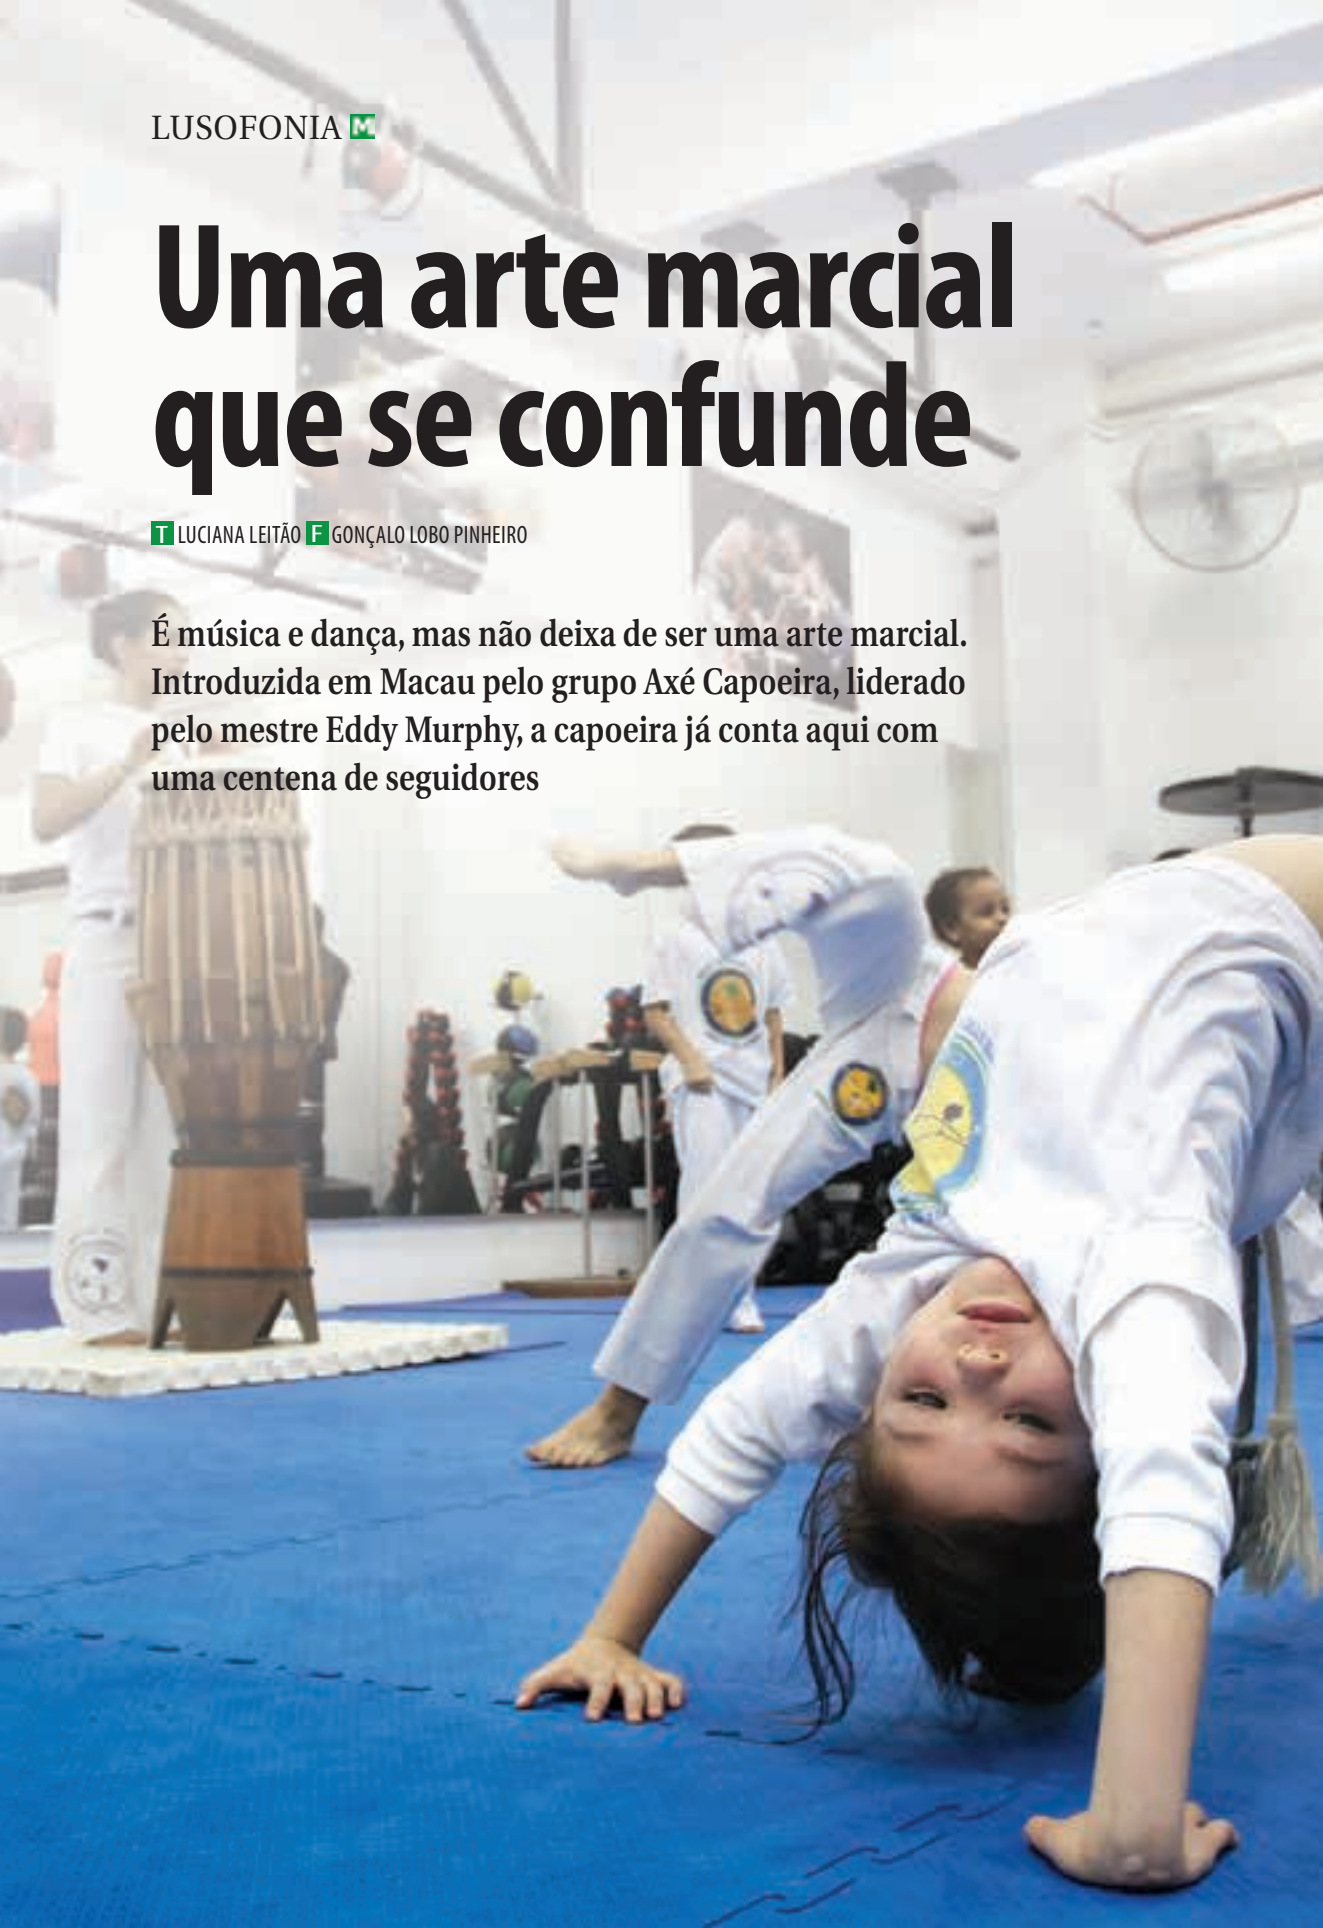 LUSOFONIA M
Uma arte marcial
que se confunde
T LUCIANA LEITÃO F GONÇALO LOBO PINHEIRO
É música e dança, mas não deixa de ser uma arte marcial.
Introduzida em Macau pelo grupo Axé Capoeira, liderado
pelo mestre Eddy Murphy, a capoeira já conta aqui com
uma centena de seguidores